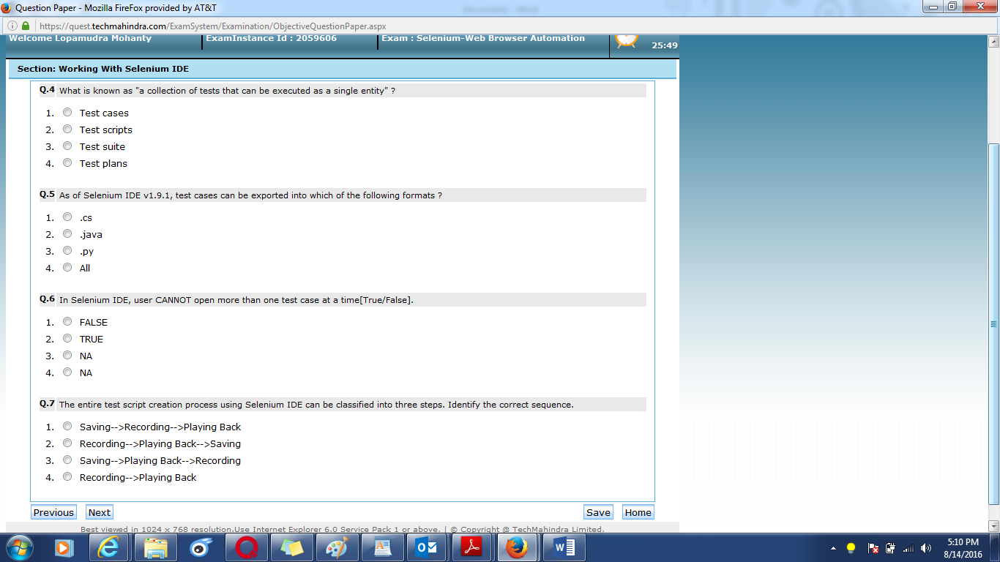 Question Paper - Mozilla FireFox provided by AT&T
https://quest.techmahindra.com/ExamSystem/Examination/ObjectiveQuestionPaper.aspx
Welcome Lopamudra Mohanty ExamInstance Id : 2059606 Exam : Selenium-Web Browser Automation 25:49
Section: Working With Selenium IDE
Q.4 What is known as "a collection of tests that can be executed as a single entity" ?
1. Test cases
2. Test scripts
3. Test suite
4. Test plans
Q.5 As of Selenium IDE v1.9.1, test cases can be exported into which of the following formats ?
1. .cs
2. .java
3. .py
4. All
Q.6 In Selenium IDE, user CANNOT open more than one test case at a time[True/False].
1. FALSE
2. TRUE
3. NA
4. NA
Q.7 The entire test script creation process using Selenium IDE can be classified into three steps. Identify the correct sequence.
1. Saving-->Recording-->Playing Back
2. Recording-->Playing Back-->Saving
3. Saving-->Playing Back-->Recording
4. Recording-->Playing Back
Previous Next Save Home
Best viewed in 1024 x 768 resolution.Use Internet Explorer 6.0 Service Pack 1 or above. | © Copyright @ TechMahindra Limited.
5:10 PM
8/14/2016